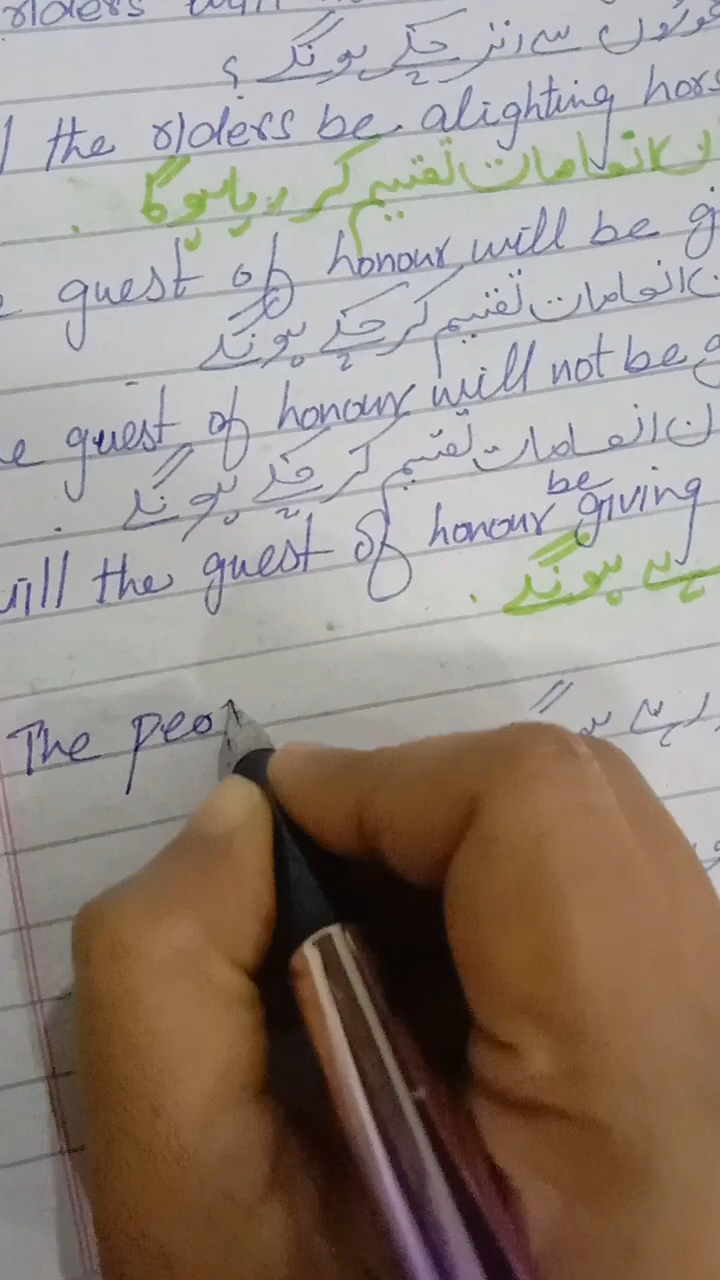 riders
سے اتر چکے ہونگے ؟
the riders be alighting hors
انعامات تقسیم کر رہا ہوگا .
guest of honour will be g
انعامات تقسیم کر چکے ہونگے
e guest of honour will not be g
ن انعامات تقسیم کر چکے ہونگے .
will the guest of honour be giving
رہے ہونگے .
The peo
رہے